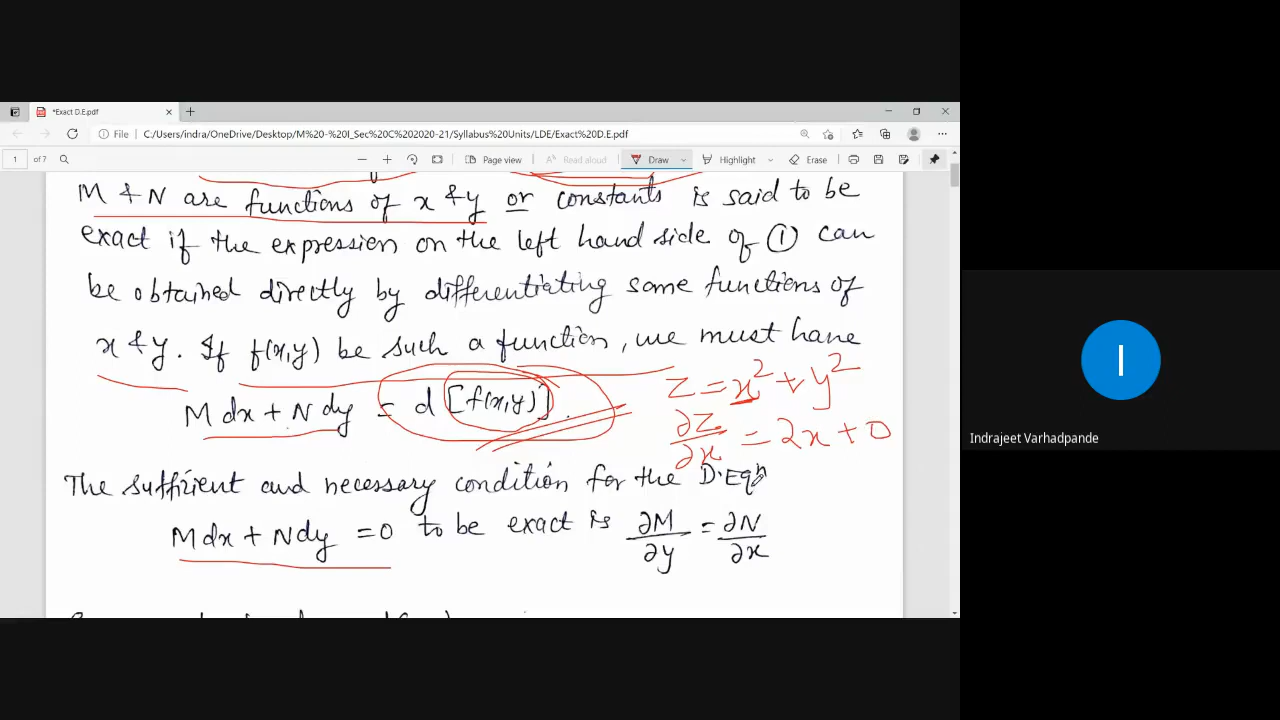 *Exact D.E.pdf
File C:/Users/indra/OneDrive/Desktop/M%20-%20I_Sec%20C%202020-21/Syllabus%20Units/LDE/Exact%20D.E.pdf
1 of 7 Page view Read aloud Draw Highlight Erase
M & N are functions of x & y or constants is said to be
exact if the expression on the left hand side of ① can
be obtained directly by differentiating some functions of
x & y. If f(x,y) be such a function, we must have
M dx + N dy = d [f(x,y)].
Z = x² + y²
∂Z/∂x = 2x + 0
The sufficient and necessary condition for the D.Eqn
M dx + N dy = 0 to be exact is ∂M/∂y = ∂N/∂x
I
Indrajeet Varhadpande